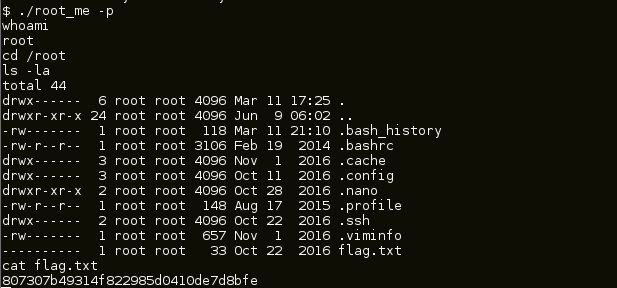 $ ./root_me -p
whoami
root
cd /root
ls -la
total 44
drwx------  6 root root 4096 Mar 11 17:25 .
drwxr-xr-x 24 root root 4096 Jun  9 06:02 ..
-rw-------  1 root root  118 Mar 11 21:10 .bash_history
-rw-r--r--  1 root root 3106 Feb 19  2014 .bashrc
drwx------  3 root root 4096 Nov  1  2016 .cache
drwx------  3 root root 4096 Oct 11  2016 .config
drwxr-xr-x  2 root root 4096 Oct 28  2016 .nano
-rw-r--r--  1 root root  148 Aug 17  2015 .profile
drwx------  2 root root 4096 Oct 22  2016 .ssh
-rw-------  1 root root  657 Nov  1  2016 .viminfo
----------  1 root root   33 Oct 22  2016 flag.txt
cat flag.txt
807307b49314f822985d0410de7d8bfe